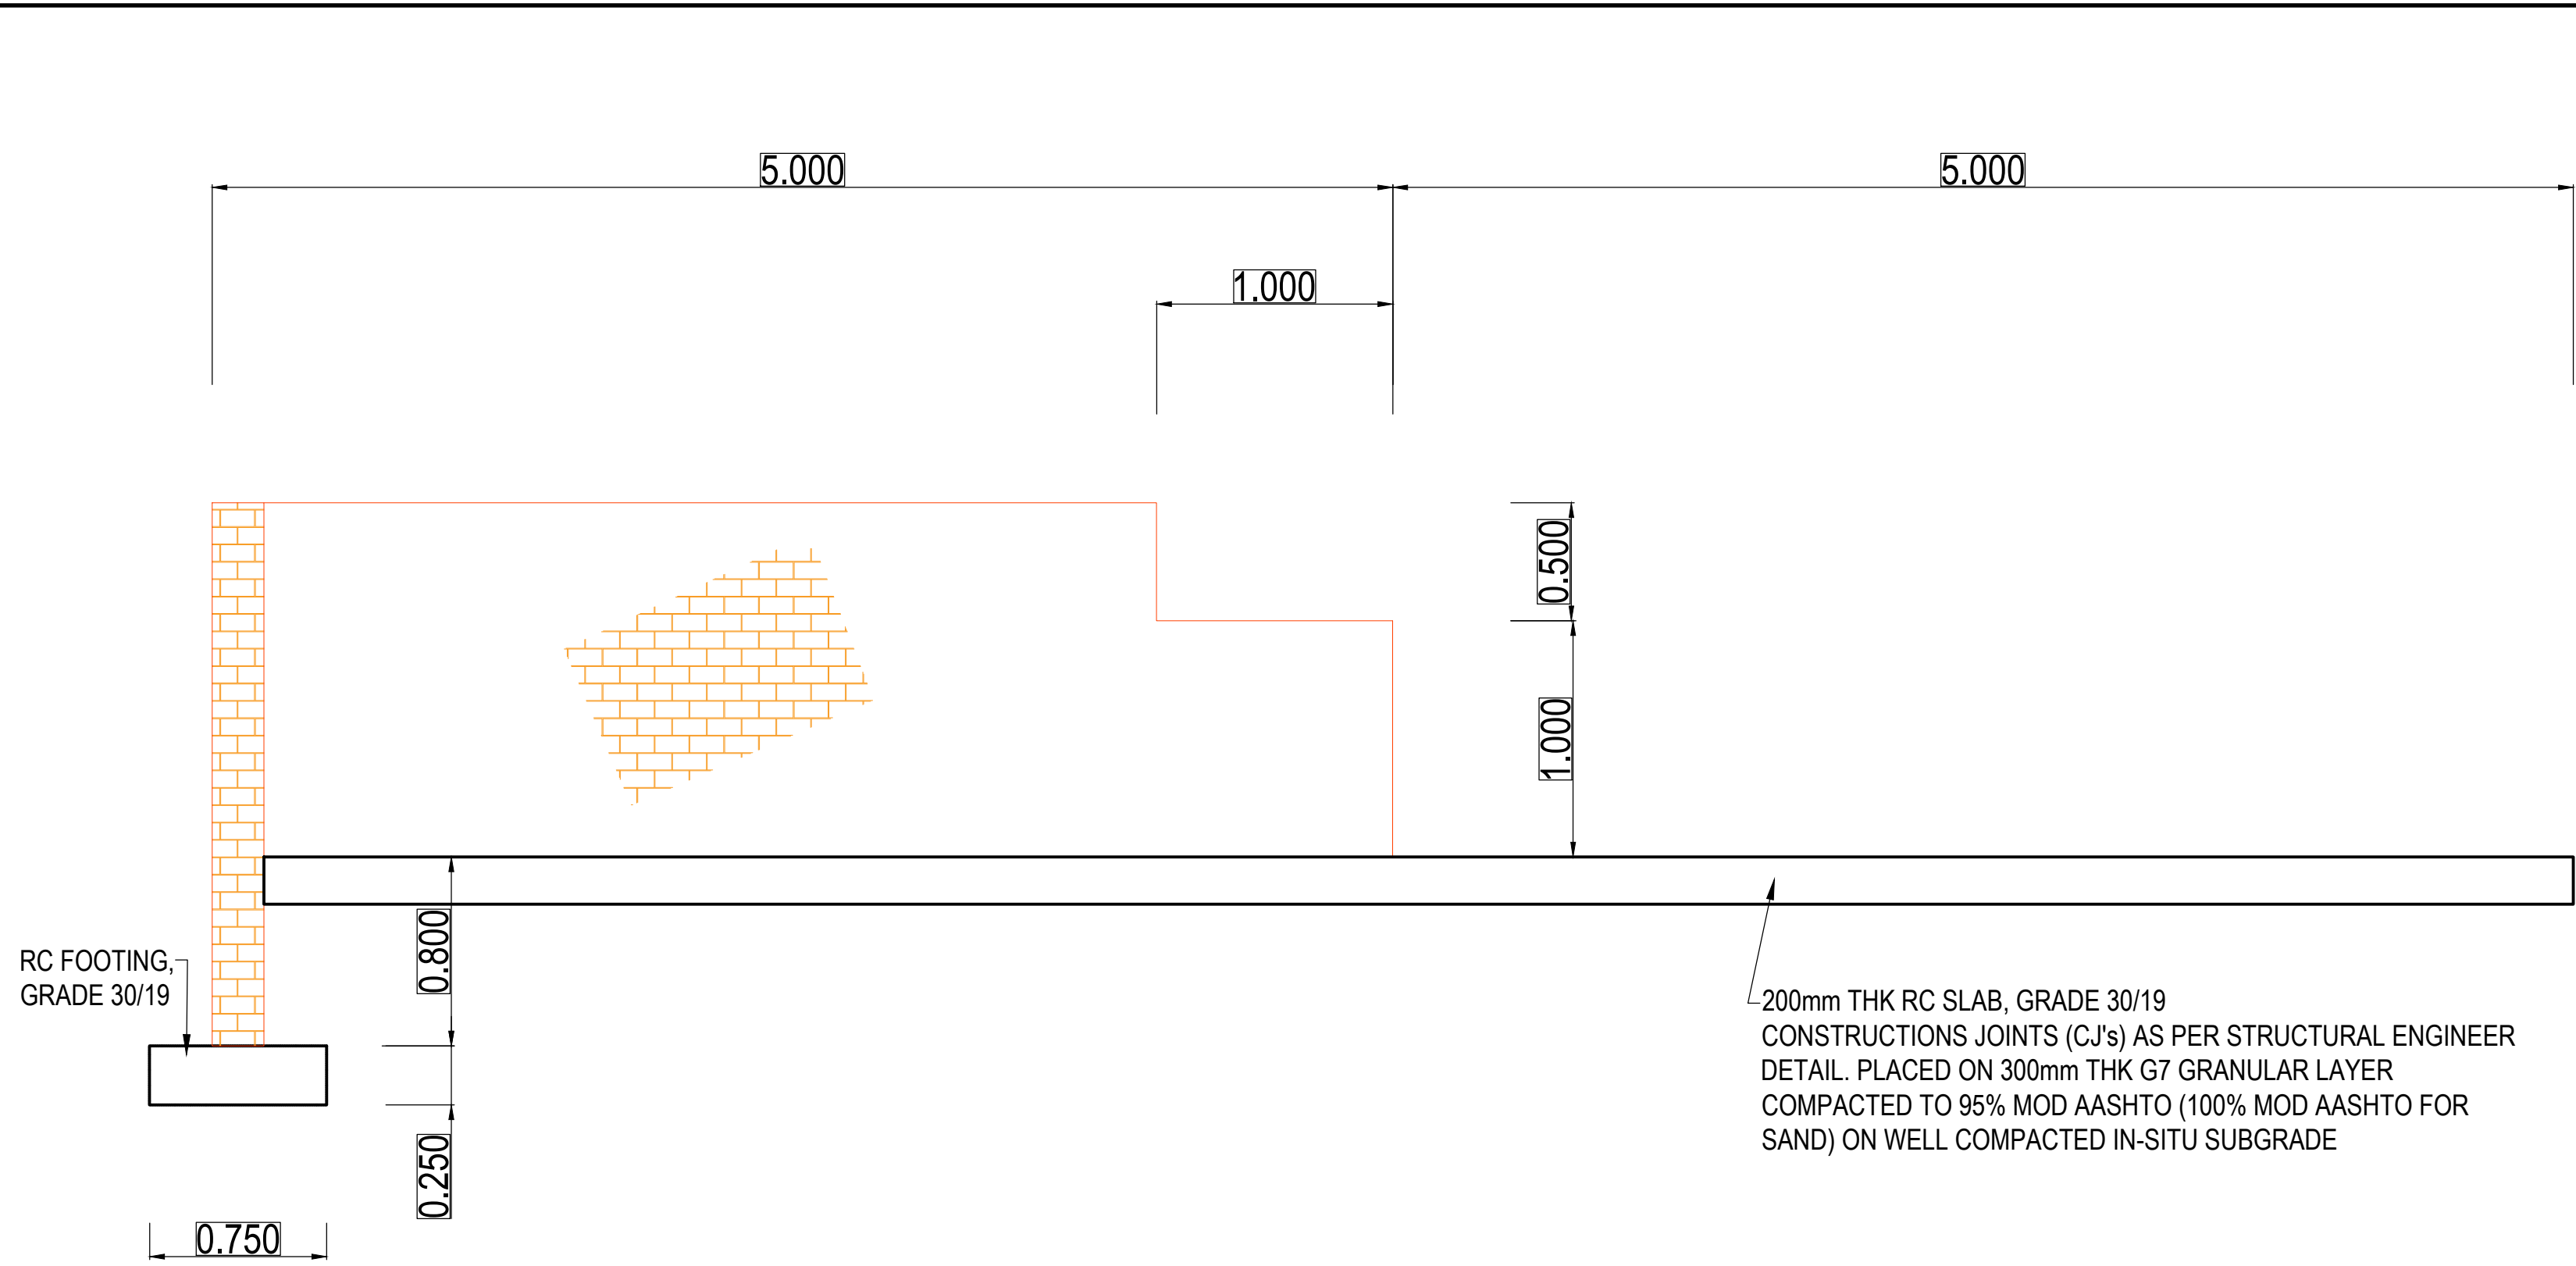 5.000
5.000
1.000
0.500
1.000
0.800
RC FOOTING,
GRADE 30/19
200mm THK RC SLAB, GRADE 30/19
CONSTRUCTIONS JOINTS (CJ's) AS PER STRUCTURAL ENGINEER
DETAIL. PLACED ON 300mm THK G7 GRANULAR LAYER
COMPACTED TO 95% MOD AASHTO (100% MOD AASHTO FOR
SAND) ON WELL COMPACTED IN-SITU SUBGRADE
0.250
0.750